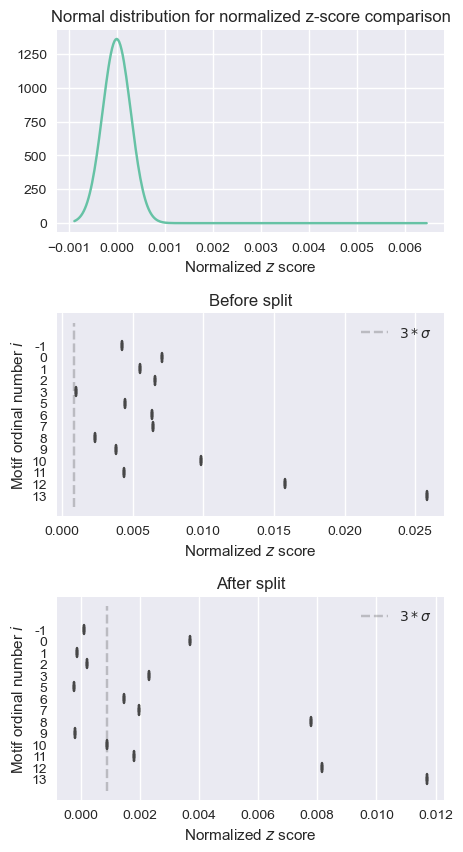 Normal distribution for normalized z-score comparison
1250
1000
750
500
250
0
−0.001 0.000 0.001 0.002 0.003 0.004 0.005 0.006
Normalized z score
Before split
3 * σ
Motif ordinal number i
-1
0
1
2
3
5
6
7
8
9
10
11
12
13
0.000 0.005 0.010 0.015 0.020 0.025
Normalized z score
After split
3 * σ
Motif ordinal number i
-1
0
1
2
3
5
6
7
8
9
10
11
12
13
0.000 0.002 0.004 0.006 0.008 0.010 0.012
Normalized z score